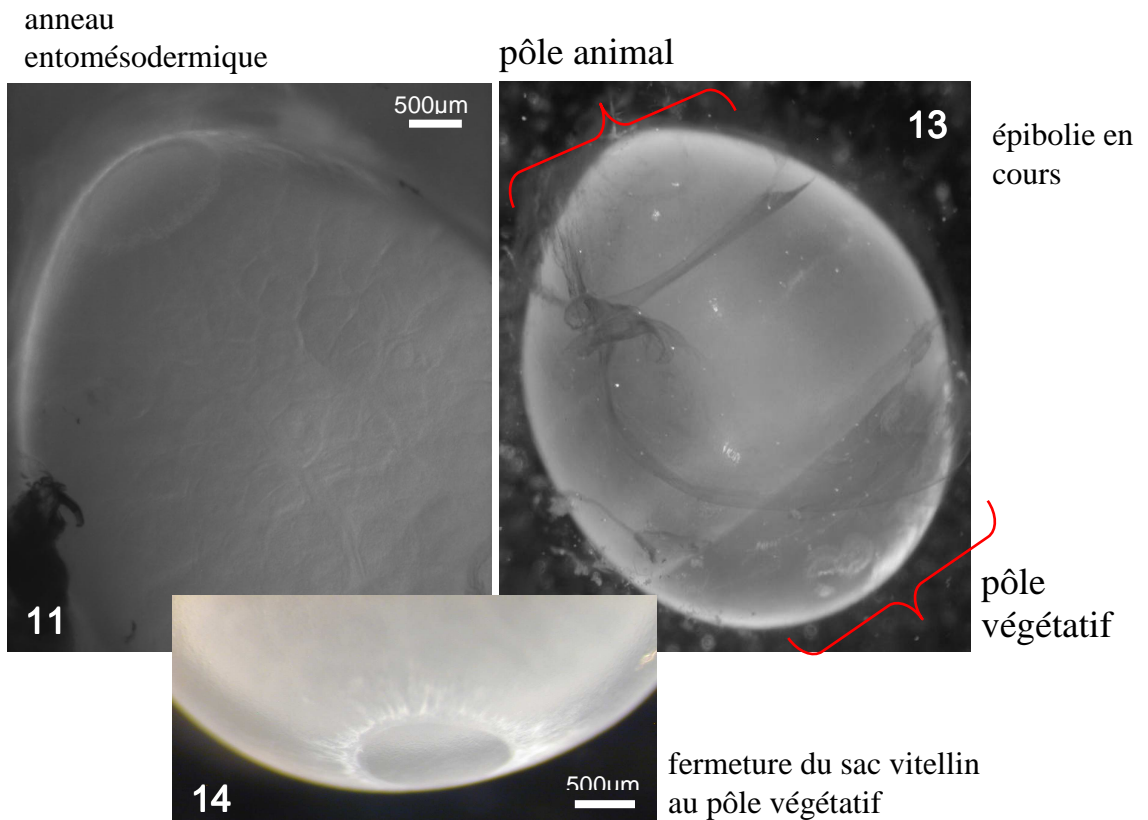 anneau
entomésodermique
500µm
11
pôle animal
13
épibolie en
cours
pôle
végétatif
14
500µm
fermeture du sac vitellin
au pôle végétatif